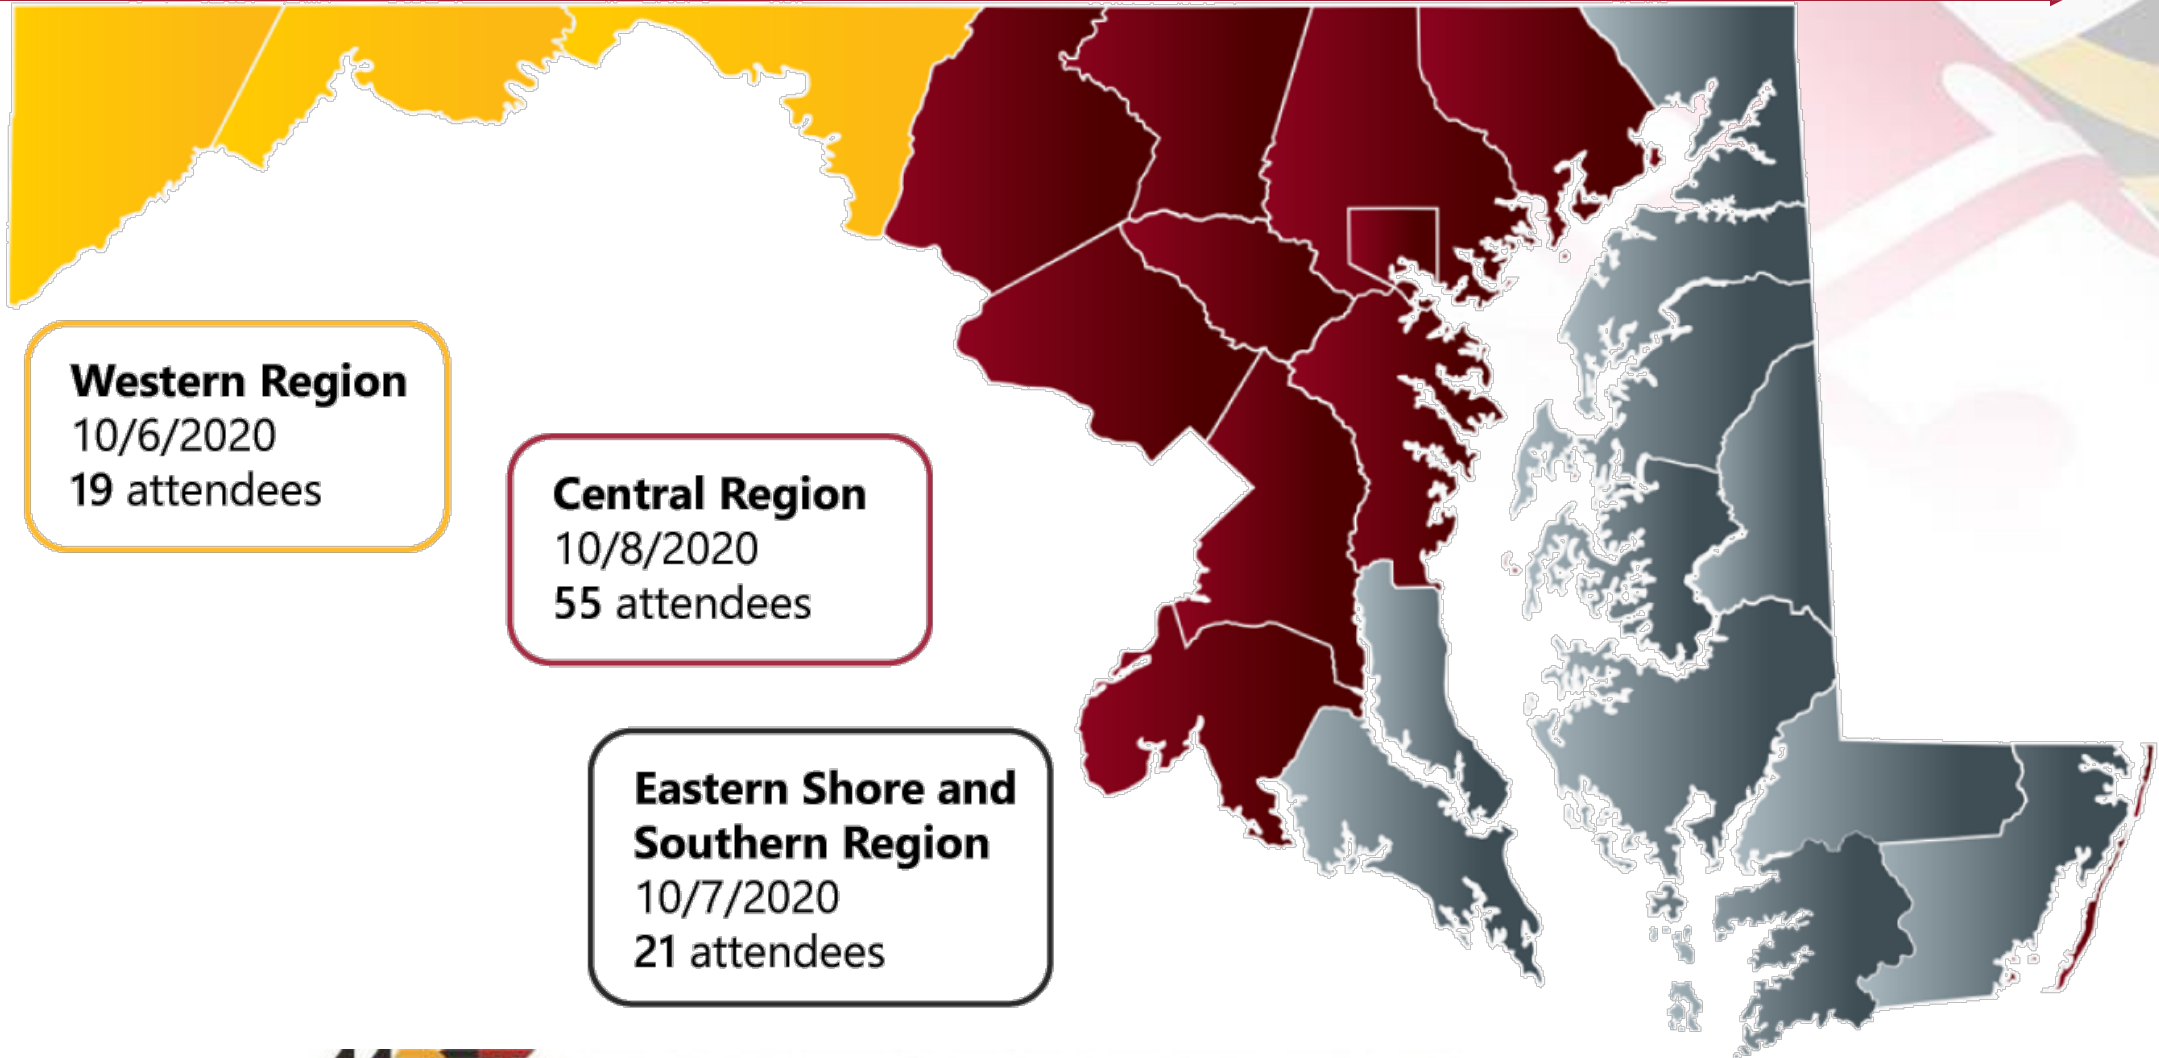 Western Region
10/6/2020
19 attendees
Central Region
10/8/2020
55 attendees
Eastern Shore and
Southern Region
10/7/2020
21 attendees